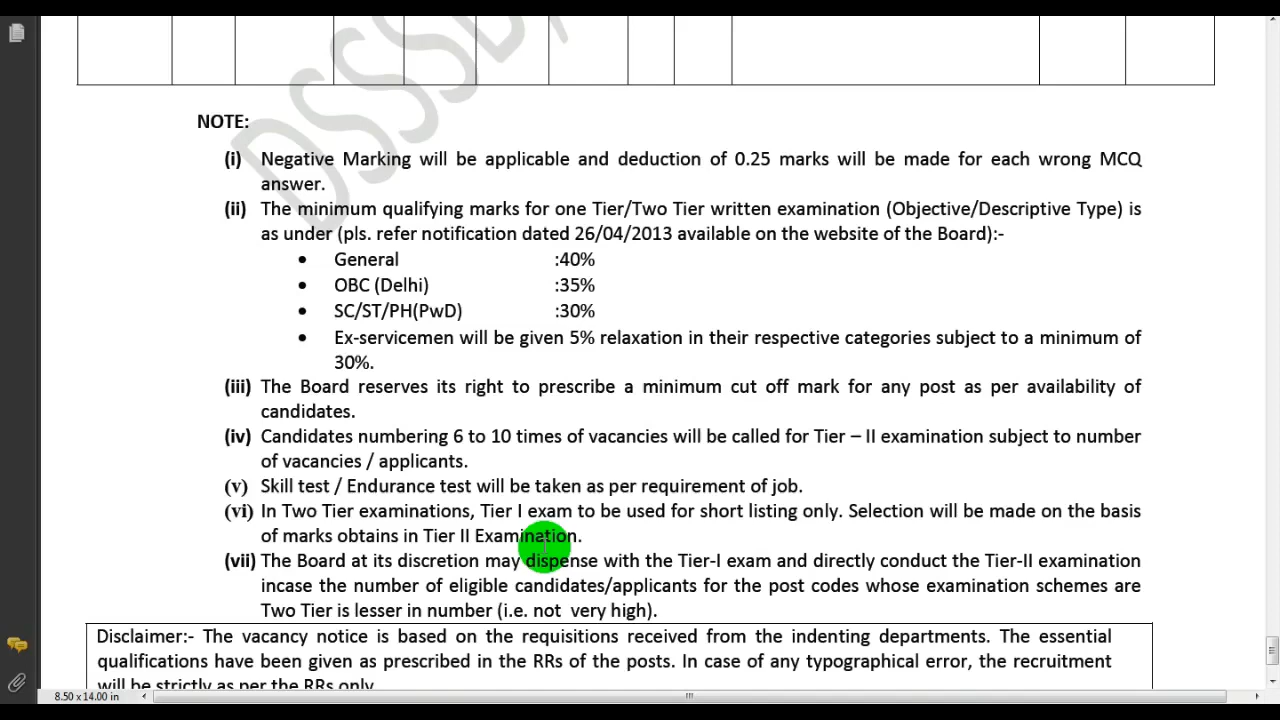 DSSSB
NOTE:
(i) Negative Marking will be applicable and deduction of 0.25 marks will be made for each wrong MCQ
answer.
(ii) The minimum qualifying marks for one Tier/Two Tier written examination (Objective/Descriptive Type) is
as under (pls. refer notification dated 26/04/2013 available on the website of the Board):-
• General :40%
• OBC (Delhi) :35%
• SC/ST/PH(PwD) :30%
• Ex-servicemen will be given 5% relaxation in their respective categories subject to a minimum of
30%.
(iii) The Board reserves its right to prescribe a minimum cut off mark for any post as per availability of
candidates.
(iv) Candidates numbering 6 to 10 times of vacancies will be called for Tier – II examination subject to number
of vacancies / applicants.
(v) Skill test / Endurance test will be taken as per requirement of job.
(vi) In Two Tier examinations, Tier I exam to be used for short listing only. Selection will be made on the basis
of marks obtains in Tier II Examination.
(vii) The Board at its discretion may dispense with the Tier-I exam and directly conduct the Tier-II examination
incase the number of eligible candidates/applicants for the post codes whose examination schemes are
Two Tier is lesser in number (i.e. not very high).
Disclaimer:- The vacancy notice is based on the requisitions received from the indenting departments. The essential
qualifications have been given as prescribed in the RRs of the posts. In case of any typographical error, the recruitment
will be strictly as per the RRs only.
8.50 x 14.00 in